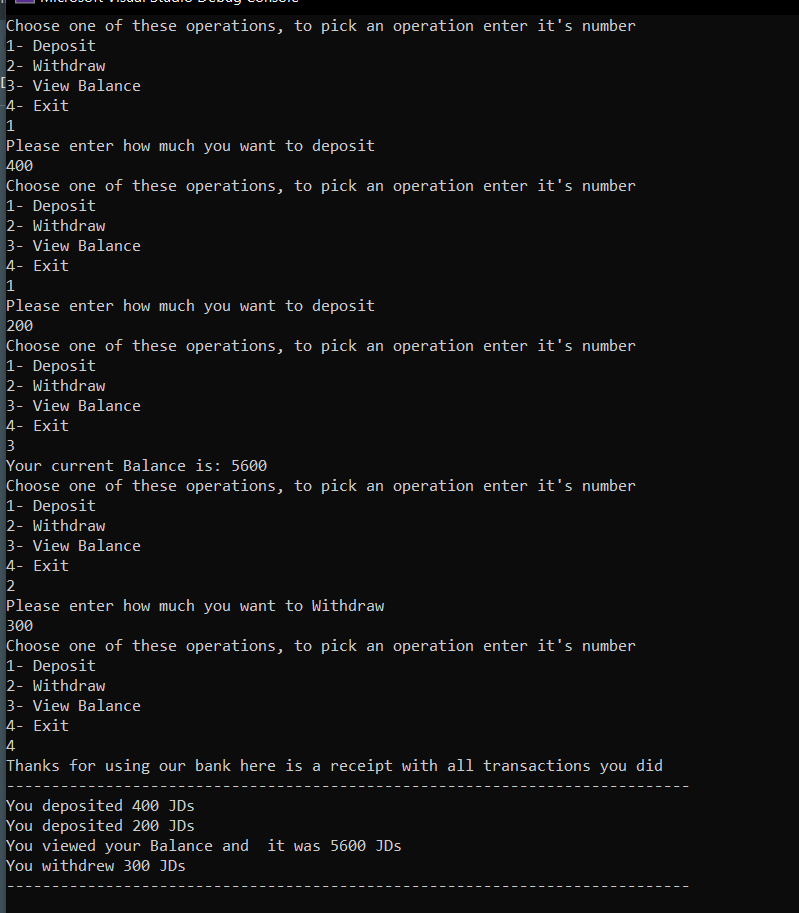 Microsoft Visual Studio Debug Console
Choose one of these operations, to pick an operation enter it's number
1- Deposit
2- Withdraw
3- View Balance
4- Exit
1
Please enter how much you want to deposit
400
Choose one of these operations, to pick an operation enter it's number
1- Deposit
2- Withdraw
3- View Balance
4- Exit
1
Please enter how much you want to deposit
200
Choose one of these operations, to pick an operation enter it's number
1- Deposit
2- Withdraw
3- View Balance
4- Exit
3
Your current Balance is: 5600
Choose one of these operations, to pick an operation enter it's number
1- Deposit
2- Withdraw
3- View Balance
4- Exit
2
Please enter how much you want to Withdraw
300
Choose one of these operations, to pick an operation enter it's number
1- Deposit
2- Withdraw
3- View Balance
4- Exit
4
Thanks for using our bank here is a receipt with all transactions you did
----------------------------------------------------------------------------
You deposited 400 JDs
You deposited 200 JDs
You viewed your Balance and  it was 5600 JDs
You withdrew 300 JDs
----------------------------------------------------------------------------